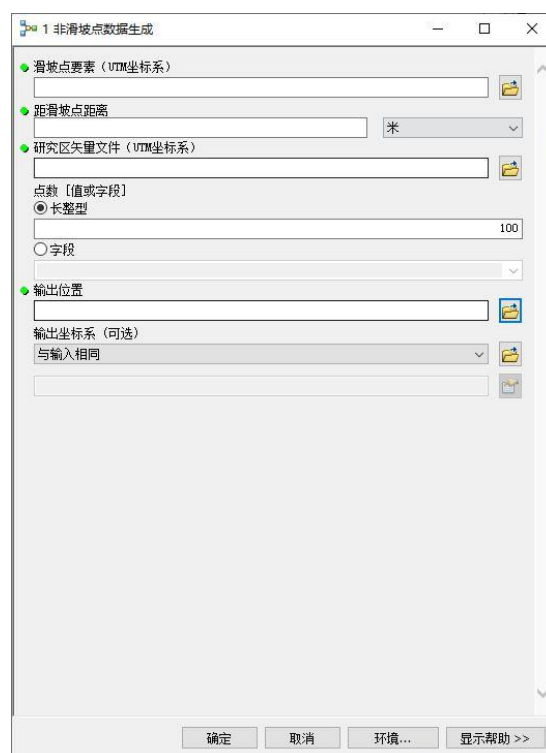 1 非滑坡点数据生成
滑坡点要素（UTM坐标系）
距滑坡点距离
米
研究区矢量文件（UTM坐标系）
点数 [值或字段]
长整型
100
字段
输出位置
输出坐标系（可选）
与输入相同
确定
取消
环境...
显示帮助 >>